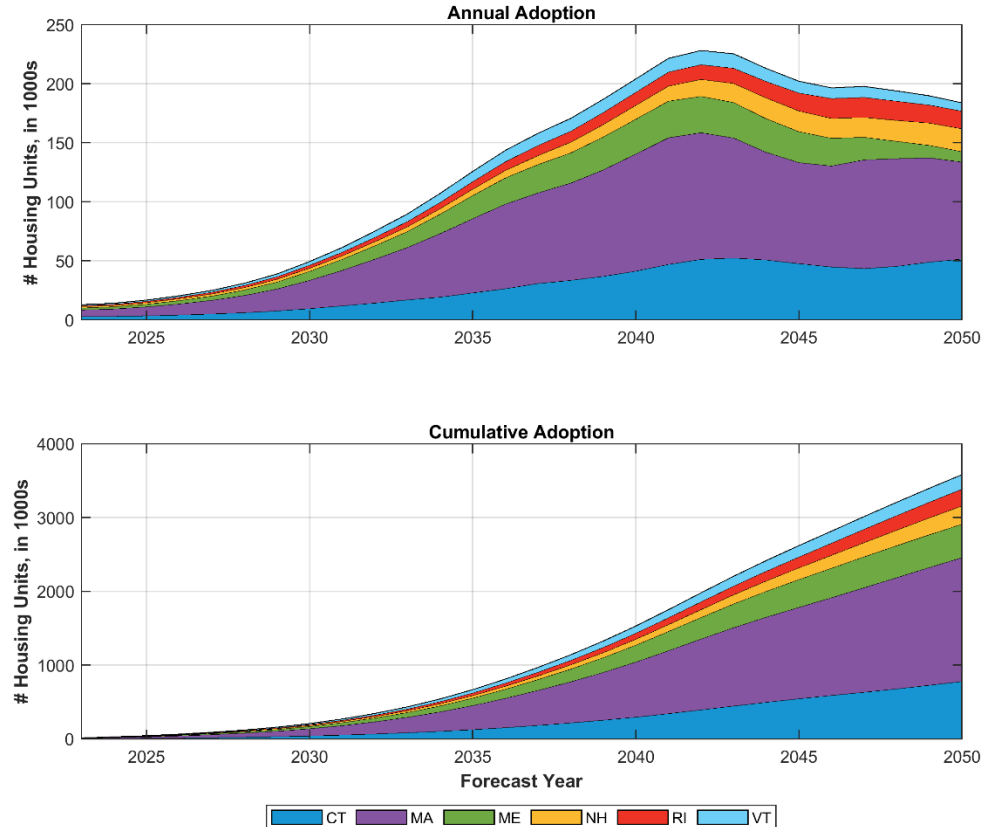 Annual Adoption
# Housing Units, in 1000s
250
200
150
100
50
0
2025 2030 2035 2040 2045 2050
Cumulative Adoption
# Housing Units, in 1000s
4000
3000
2000
1000
0
2025 2030 2035 2040 2045 2050
Forecast Year
CT MA ME NH RI VT